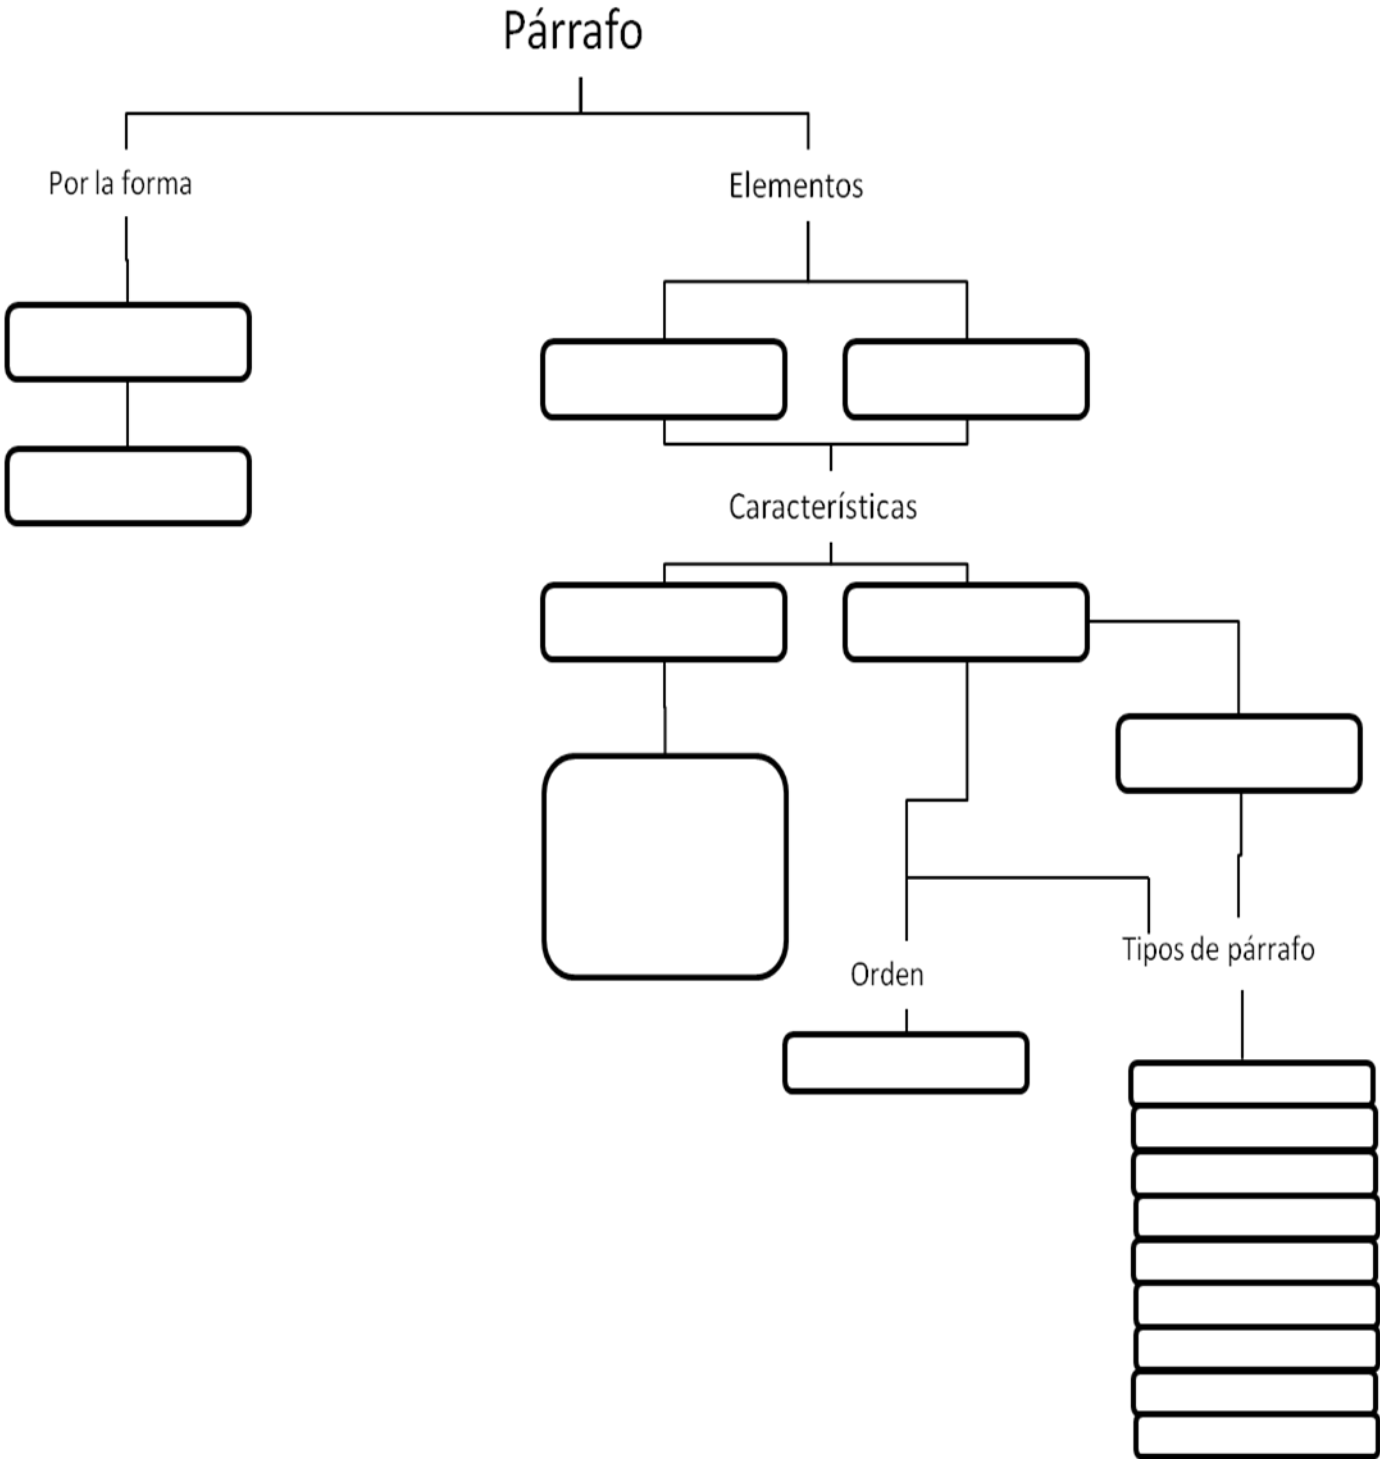 Párrafo
Por la forma
Elementos
Características
Tipos de párrafo
Orden